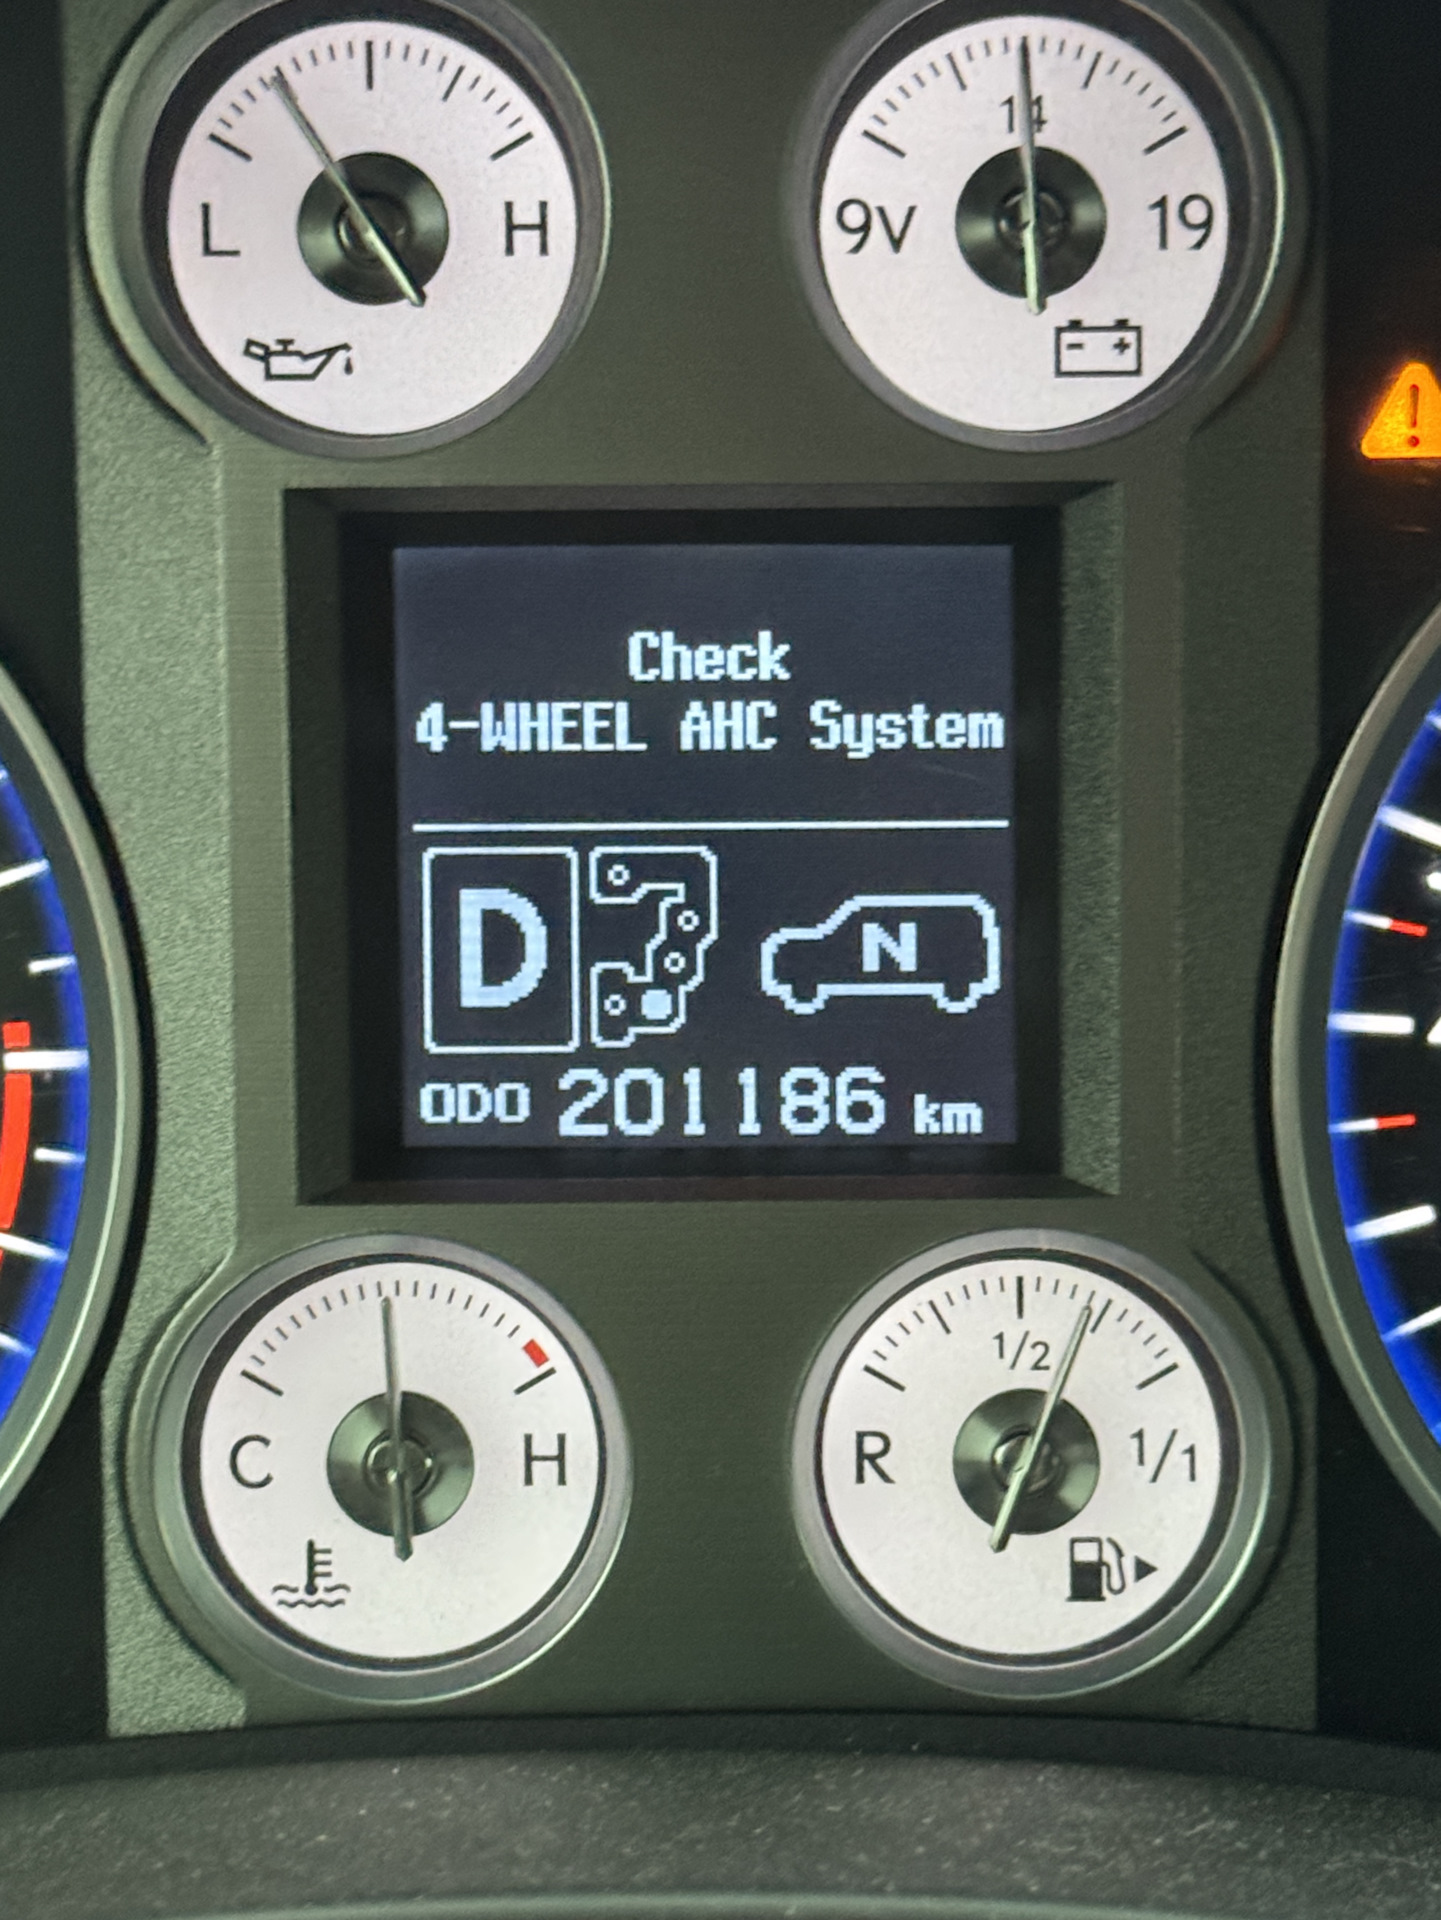 L H
9V 14 19
- +
!
Check
4-WHEEL AHC System
D N
ODO 201186 km
C H
R 1/2 1/1